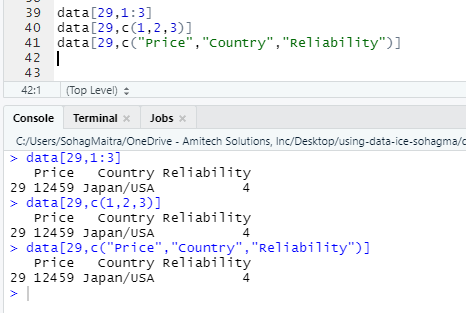 39 data[29,1:3]
40 data[29,c(1,2,3)]
41 data[29,c("Price","Country","Reliability")]
42
43
42:1 (Top Level)
Console Terminal Jobs
C:/Users/SohagMaitra/OneDrive - Amitech Solutions, Inc/Desktop/using-data-ice-sohagma/
> data[29,1:3]
Price Country Reliability
29 12459 Japan/USA 4
> data[29,c(1,2,3)]
Price Country Reliability
29 12459 Japan/USA 4
> data[29,c("Price","Country","Reliability")]
Price Country Reliability
29 12459 Japan/USA 4
>